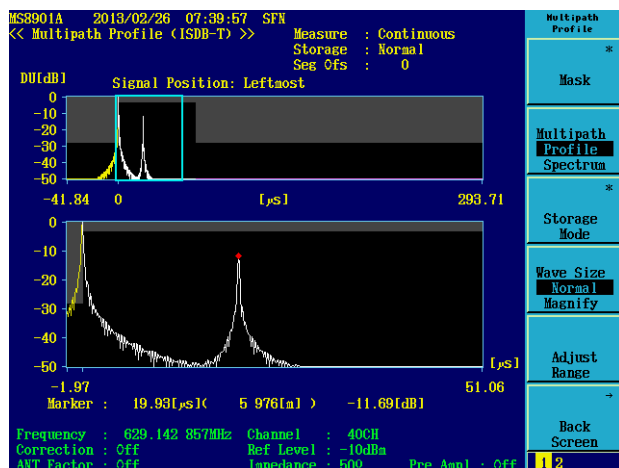 MS8901A 2013/02/26 07:39:57 SFN
<< Multipath Profile (ISDB-T) >> Measure : Continuous
Storage : Normal
Seg Ofs : 0
DU[dB] Signal Position: Leftmost
0
-10
-20
-30
-40
-50
-41.84 0 [μs] 293.71
0
-10
-20
-30
-40
-50 [μs]
-1.97 51.06
Marker : 19.93[μs]( 5 976[m] ) -11.69[dB]
Frequency : 629.142 857MHz Channel : 40CH
Correction : Off Ref Level : -10dBm
ANT Factor : Off Impedance : 50Ω Pre Ampl : Off
Multipath
Profile
*
Mask
Multipath
Profile
Spectrum
*
Storage
Mode
Wave Size
Normal
Magnify
Adjust
Range
→
Back
Screen
1 2